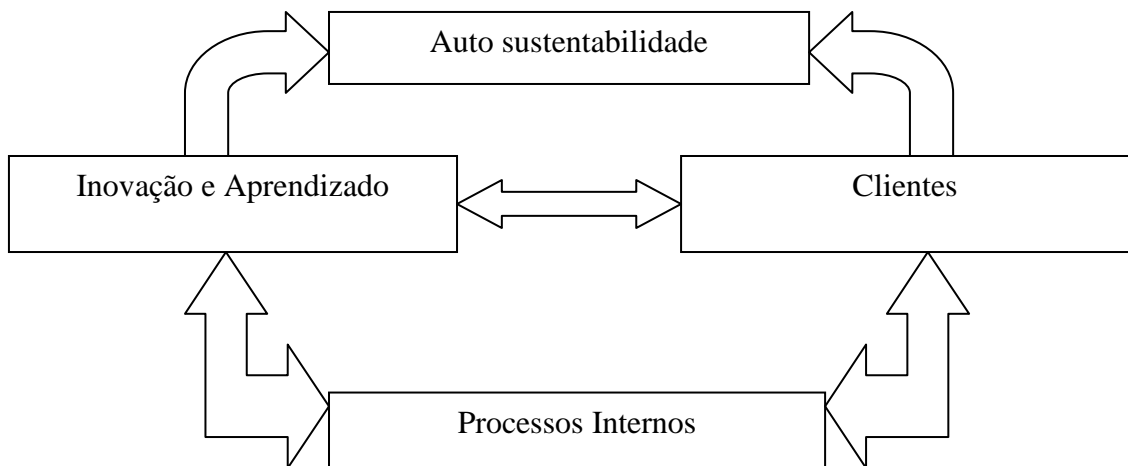 Auto sustentabilidade
Inovação e Aprendizado
Clientes
Processos Internos